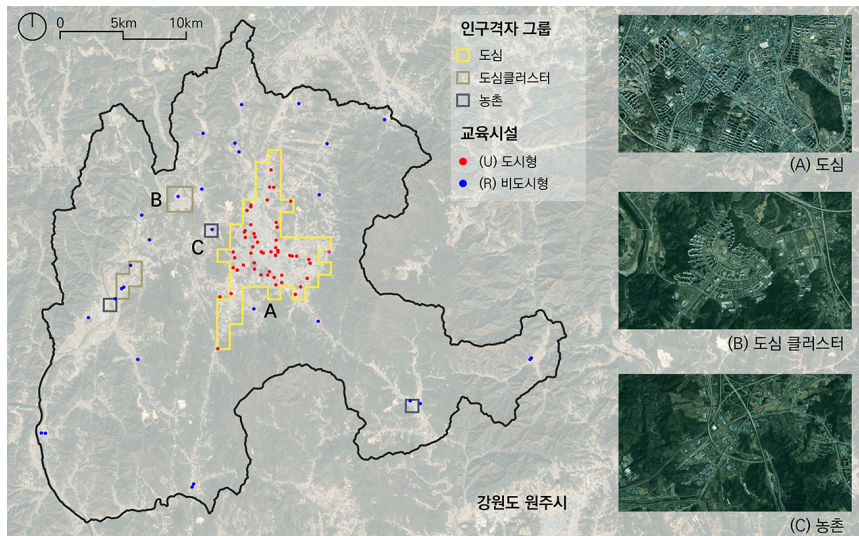 0 5km 10km
인구격자 그룹
도심
도심클러스터
농촌
교육시설
(U) 도시형
(R) 비도시형
B
C
A
강원도 원주시
(A) 도심
(B) 도심 클러스터
(C) 농촌